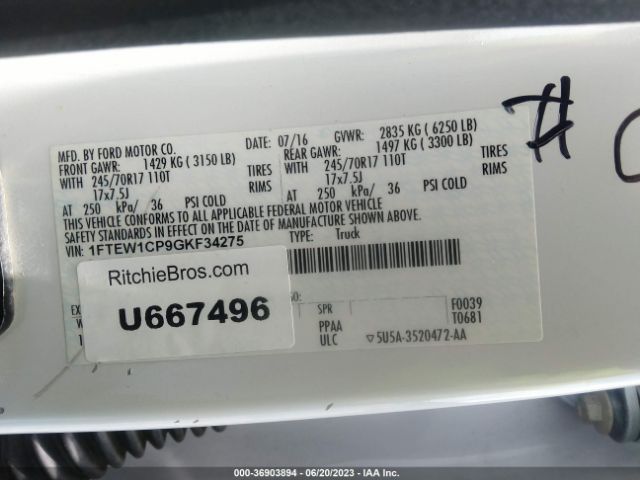 MFD. BY FORD MOTOR CO.
DATE: 07/16 GVWR: 2835 KG ( 6250 LB)
FRONT GAWR: 1429 KG ( 3150 LB) REAR GAWR: 1497 KG ( 3300 LB)
WITH 245/70R17 110T TIRES WITH 245/70R17 110T TIRES
17x7.5J RIMS 17x7.5J RIMS
AT 250 kPa/ 36 PSI COLD AT 250 kPa/ 36 PSI COLD
THIS VEHICLE CONFORMS TO ALL APPLICABLE FEDERAL MOTOR VEHICLE
SAFETY STANDARDS IN EFFECT ON THE DATE OF MANUFACTURE SHOWN ABOVE.
VIN: 1FTEW1CP9GKF34275 TYPE: Truck
RitchieBros.com
U667496
SPR F0039
PPAA T0681
ULC ▽5U5A-3520472-AA
000-36903894 - 06/20/2023 - IAA Inc.